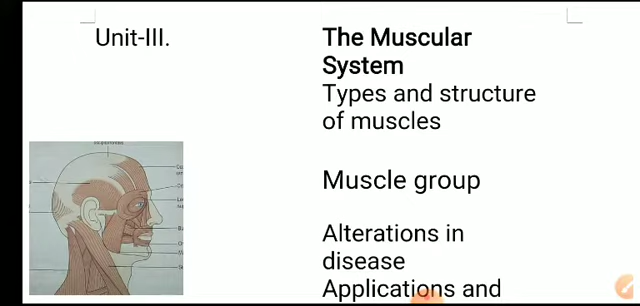 Unit-III.
The Muscular
System
Types and structure
of muscles
Muscle group
Alterations in
disease
Applications and